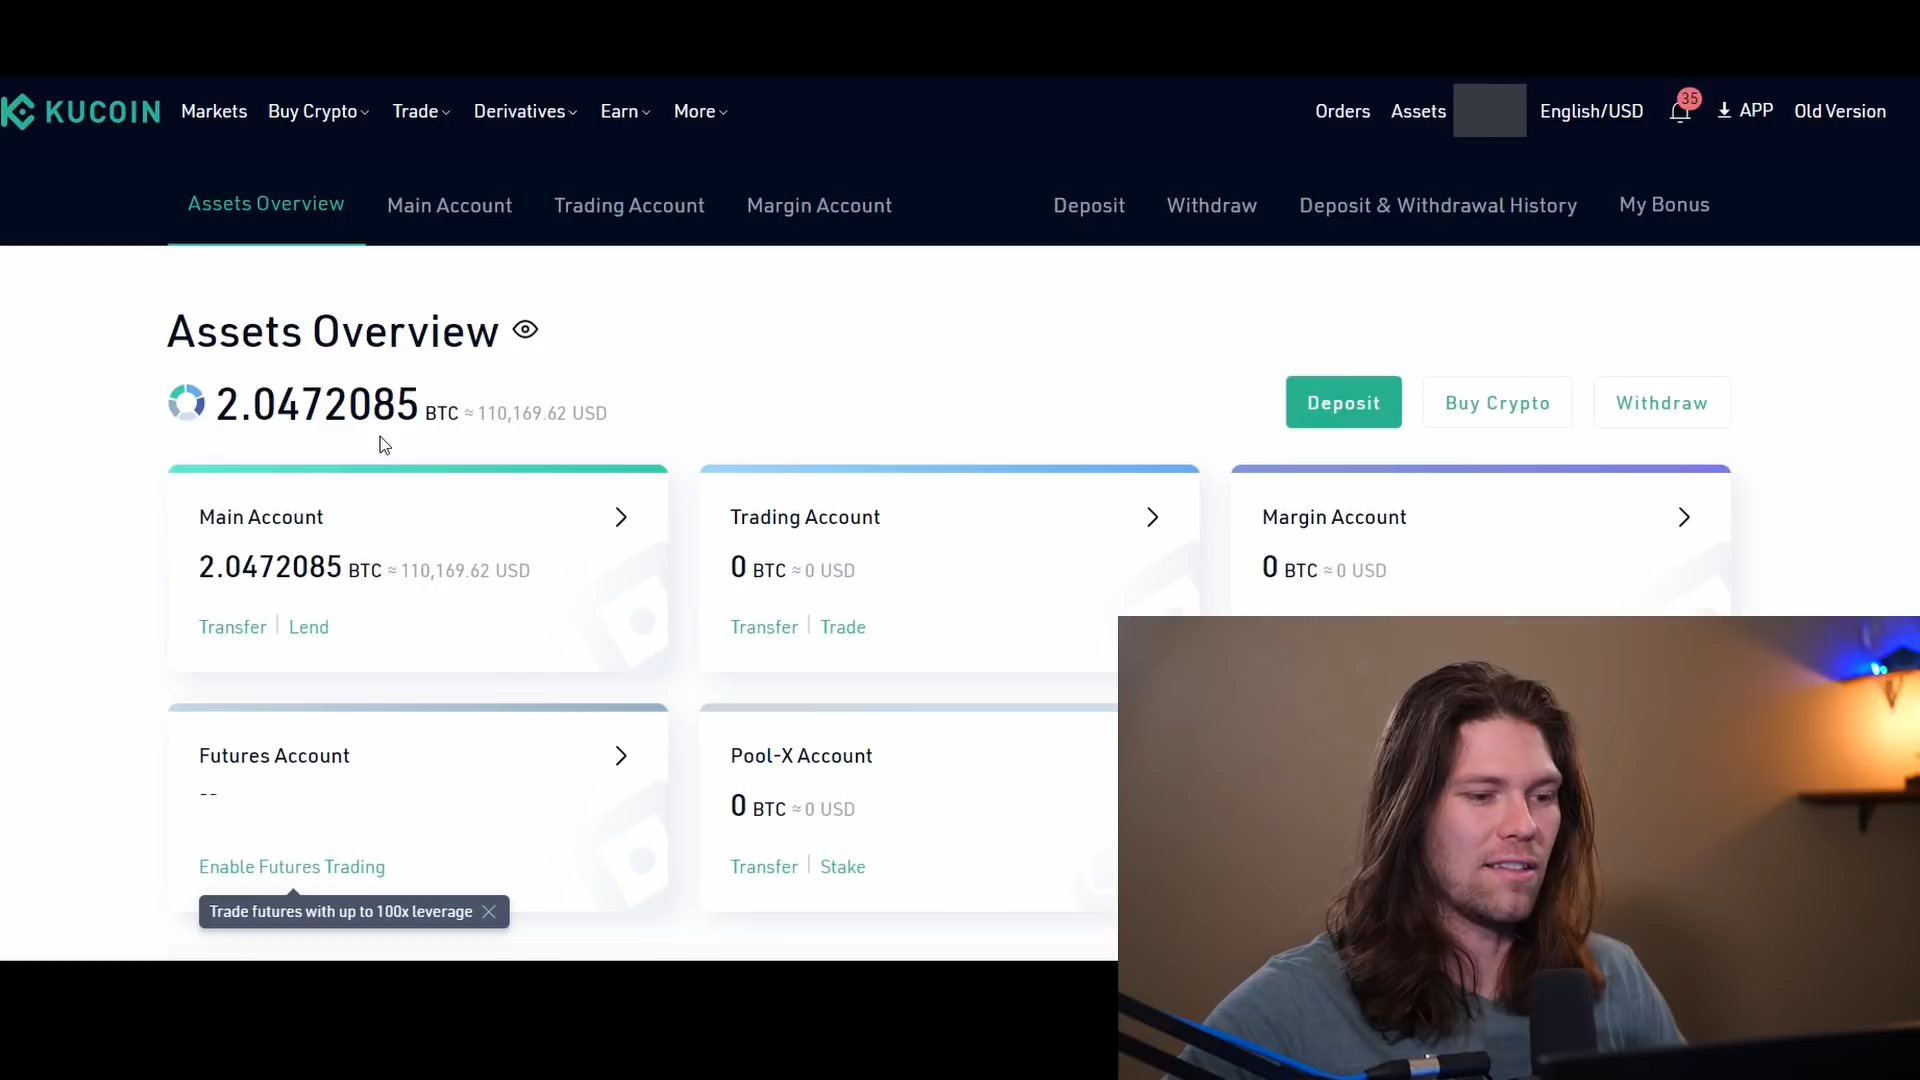 KUCOIN Markets Buy Crypto Trade Derivatives Earn More Orders Assets English/USD 35 APP Old Version
Assets Overview Main Account Trading Account Margin Account Deposit Withdraw Deposit & Withdrawal History My Bonus
Assets Overview
2.0472085 BTC ≈ 110,169.62 USD
Deposit Buy Crypto Withdraw
Main Account
2.0472085 BTC ≈ 110,169.62 USD
Transfer | Lend
Trading Account
0 BTC ≈ 0 USD
Transfer | Trade
Margin Account
0 BTC ≈ 0 USD
Futures Account
--
Enable Futures Trading
Trade futures with up to 100x leverage
Pool-X Account
0 BTC ≈ 0 USD
Transfer | Stake